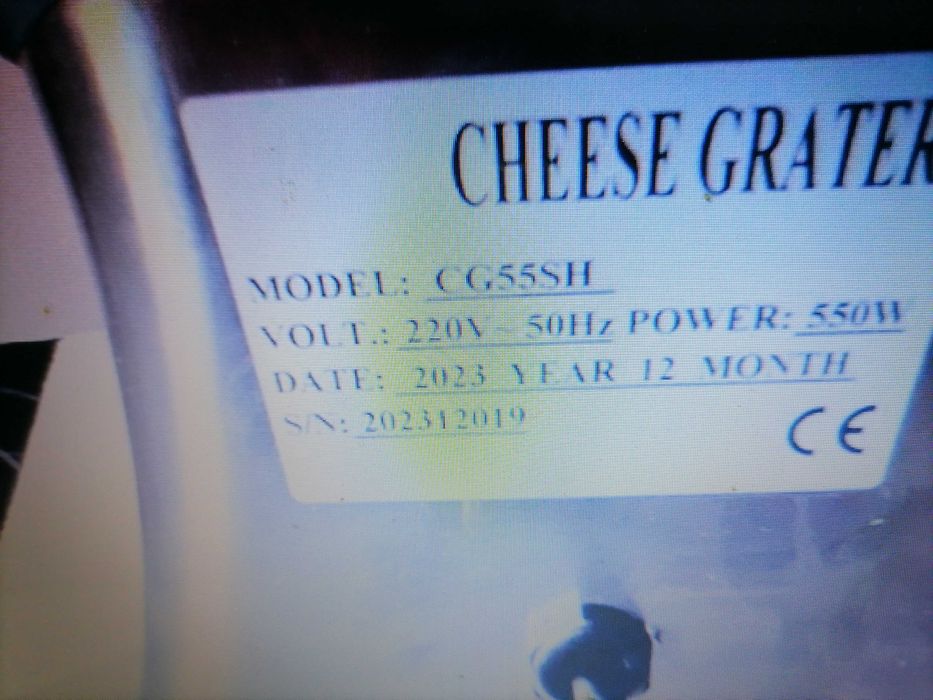 CHEESE GRATER
MODEL: CG55SH
VOLT.: 220V~50Hz POWER: 550W
DATE: 2023 YEAR 12 MONTH
S/N: 202312019
CE